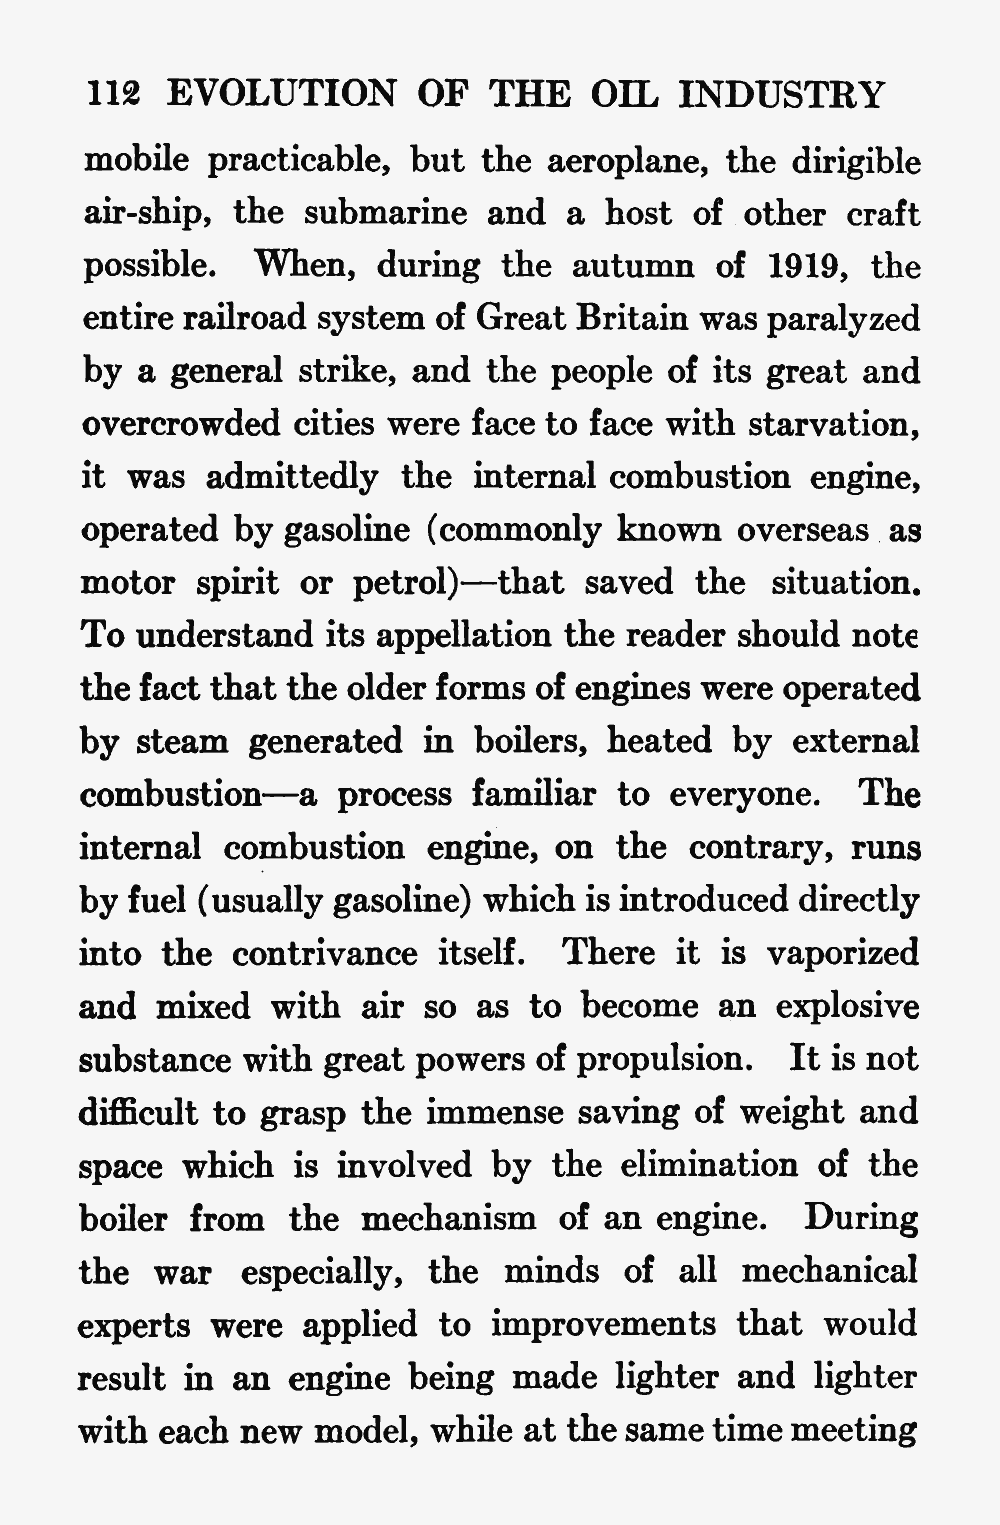 112 EVOLUTION OF THE OIL INDUSTRY
mobile practicable, but the aeroplane, the dirigible
air-ship, the submarine and a host of other craft
possible. When, during the autumn of 1919, the
entire railroad system of Great Britain was paralyzed
by a general strike, and the people of its great and
overcrowded cities were face to face with starvation,
it was admittedly the internal combustion engine,
operated by gasoline (commonly known overseas as
motor spirit or petrol)—that saved the situation.
To understand its appellation the reader should note
the fact that the older forms of engines were operated
by steam generated in boilers, heated by external
combustion—a process familiar to everyone. The
internal combustion engine, on the contrary, runs
by fuel (usually gasoline) which is introduced directly
into the contrivance itself. There it is vaporized
and mixed with air so as to become an explosive
substance with great powers of propulsion. It is not
difficult to grasp the immense saving of weight and
space which is involved by the elimination of the
boiler from the mechanism of an engine. During
the war especially, the minds of all mechanical
experts were applied to improvements that would
result in an engine being made lighter and lighter
with each new model, while at the same time meeting